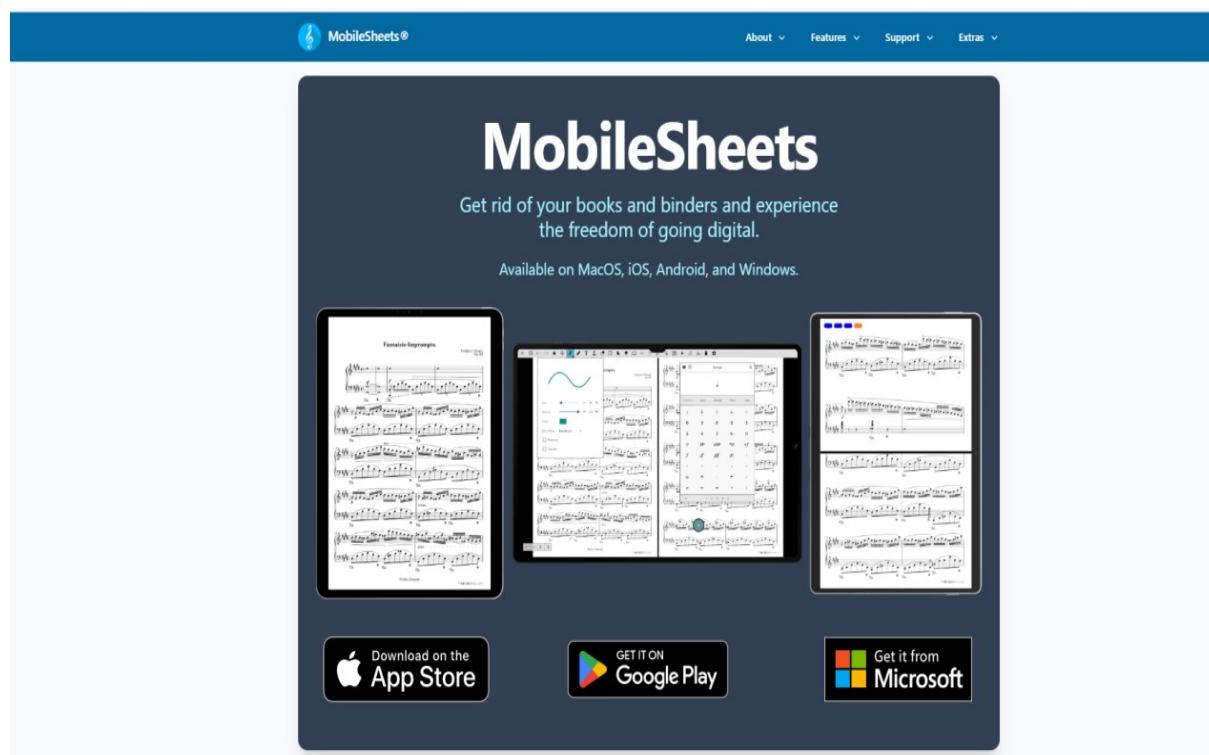 MobileSheets®
About
Features
Support
Extras
MobileSheets
Get rid of your books and binders and experience
the freedom of going digital.
Available on MacOS, iOS, Android, and Windows.
Fantaisie-Impromptu
Download on the
App Store
GET IT ON
Google Play
Get it from
Microsoft